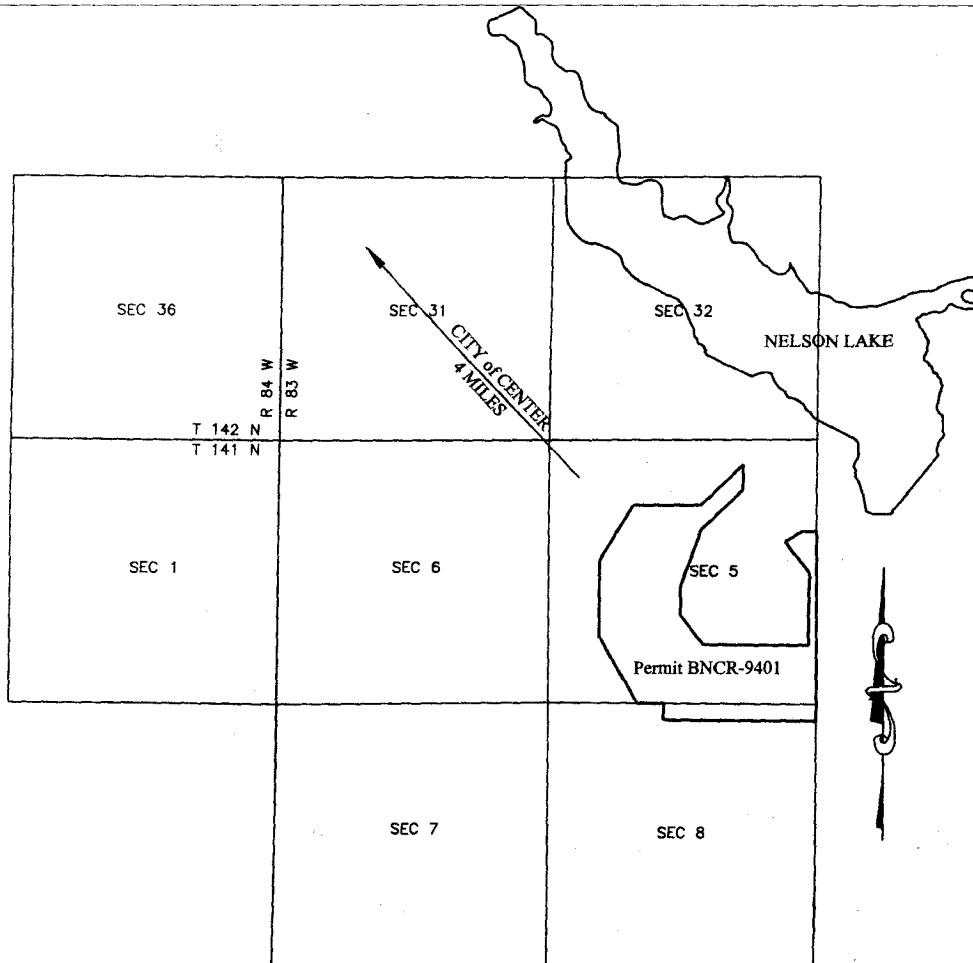 SEC 36
SEC 31
SEC 32
NELSON LAKE
CITY of CENTER
4 MILES
R 84 W
R 83 W
T 142 N
T 141 N
SEC 1
SEC 6
SEC 5
Permit BNCR-9401
SEC 7
SEC 8